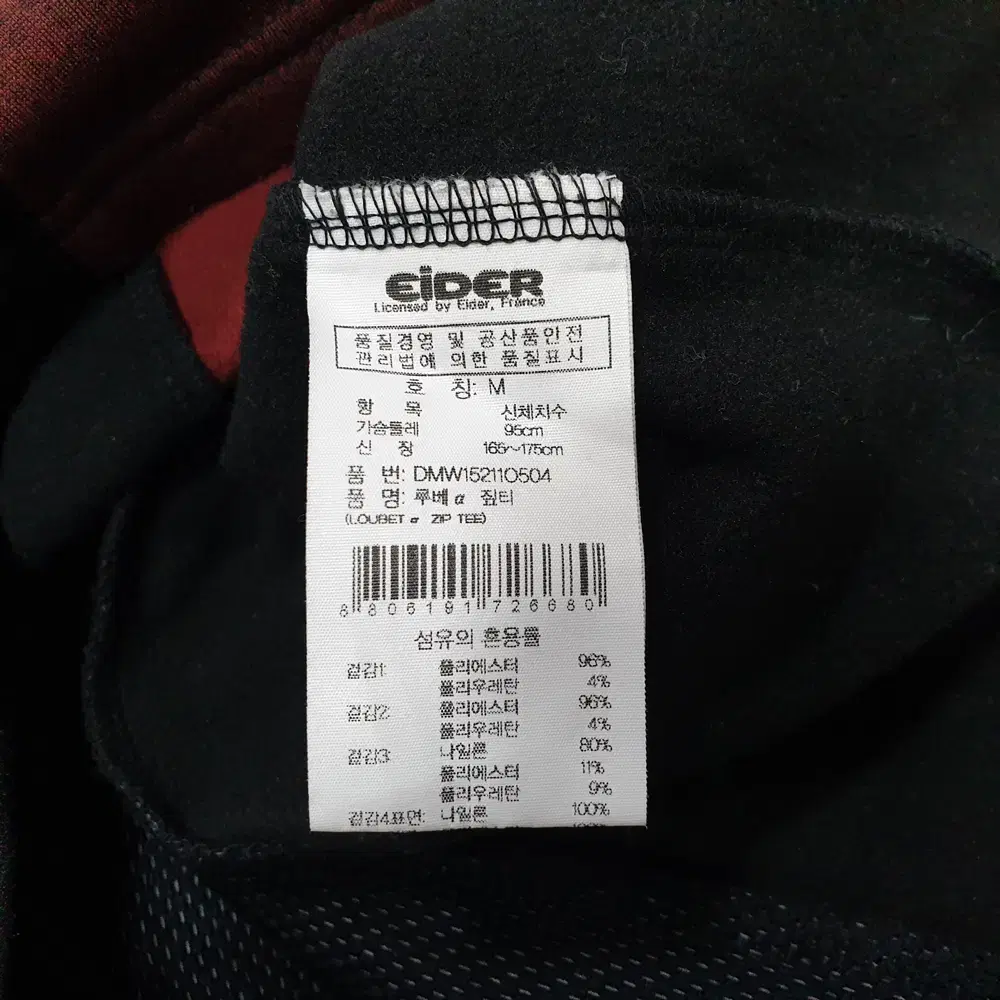 EiDER
Licensed by Eider, France
품질경영 및 공산품안전
관리법에 의한 품질표시
호 칭: M
항 목 신체치수
가슴둘레 95cm
신 장 165~175cm
품 번: DMW15211O504
품 명: 루베α 짚티
(LOUBET α ZIP TEE)
8 806191 726680
섬유의 혼용률
겉감1: 폴리에스터 96%
폴리우레탄 4%
겉감2: 폴리에스터 96%
폴리우레탄 4%
겉감3: 나일론 80%
폴리에스터 11%
폴리우레탄 9%
겉감4표면: 나일론 100%